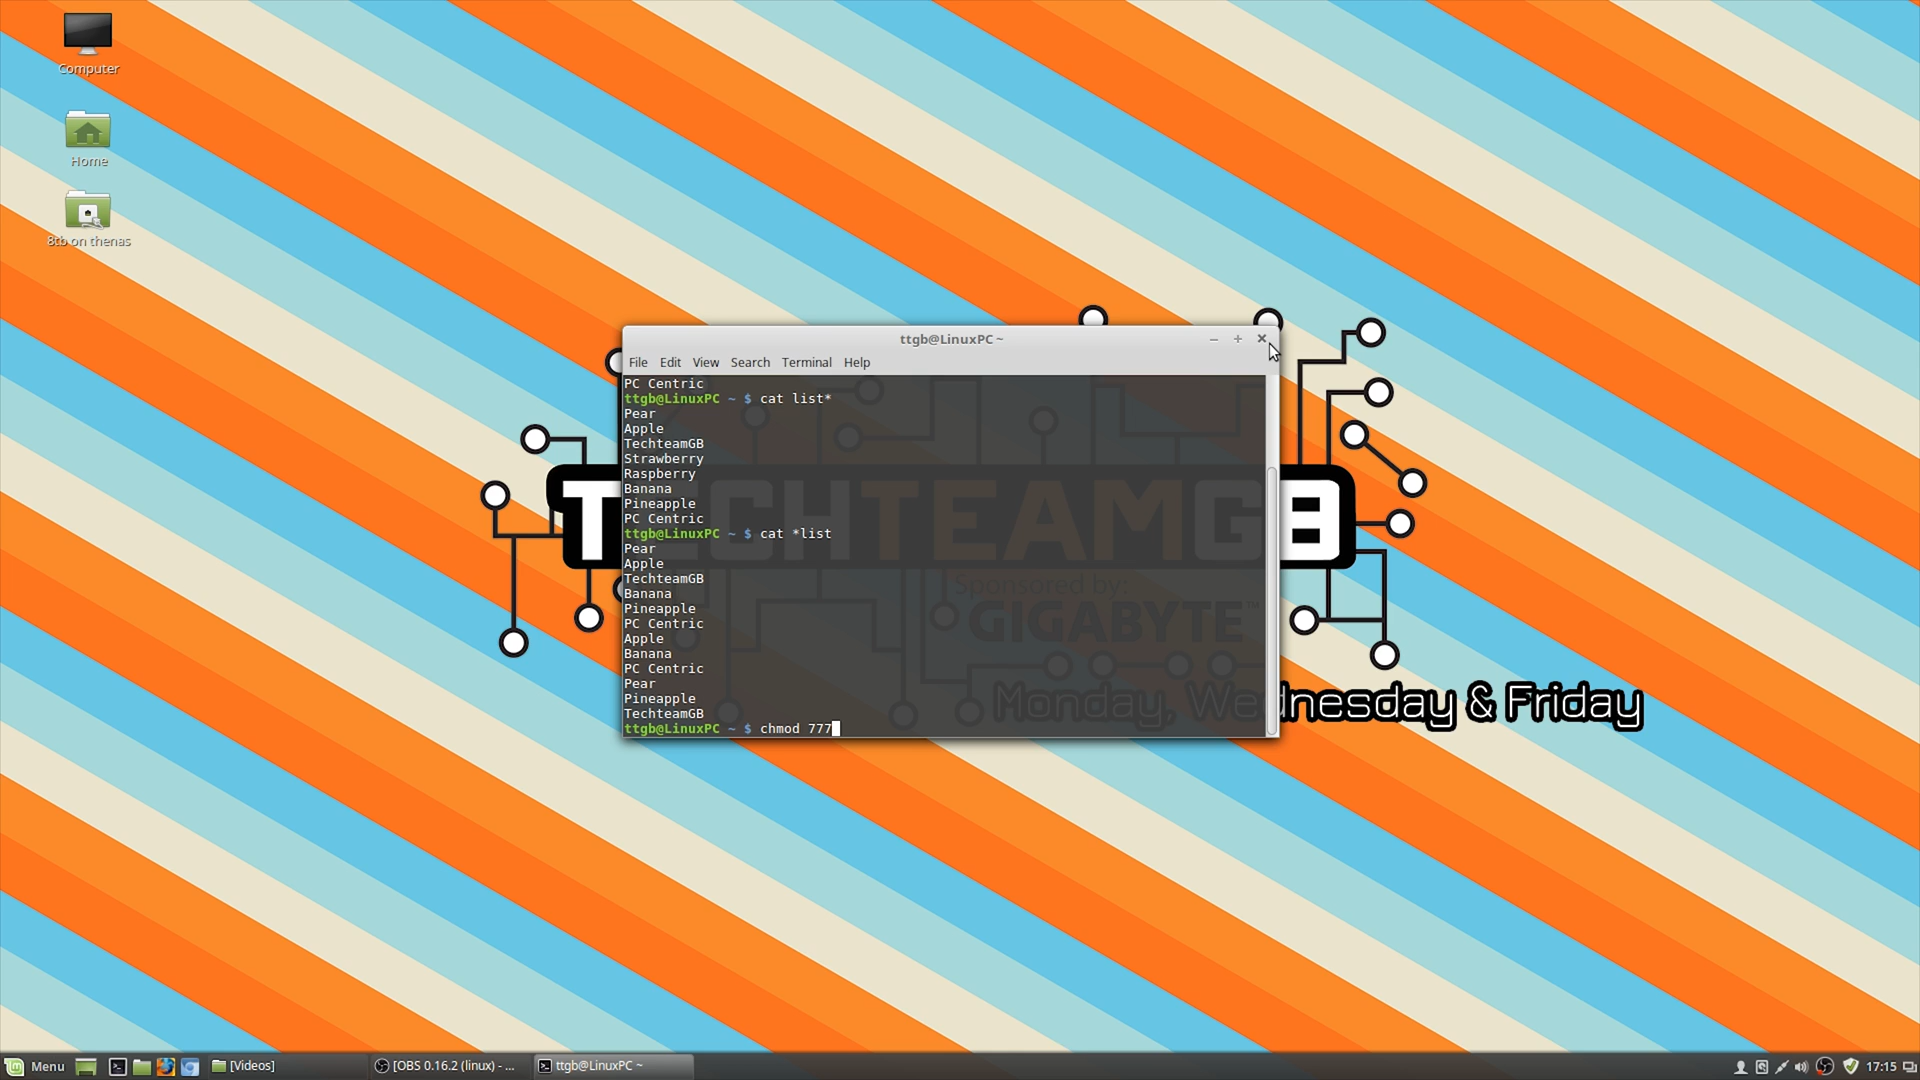 Computer
Home
8tb on thenas
ttgb@LinuxPC ~
File Edit View Search Terminal Help
PC Centric
ttgb@LinuxPC ~ $ cat list*
Pear
Apple
TechteamGB
Strawberry
Raspberry
Banana
Pineapple
PC Centric
ttgb@LinuxPC ~ $ cat *list
Pear
Apple
TechteamGB
Banana
Pineapple
PC Centric
Apple
Banana
PC Centric
Pear
Pineapple
TechteamGB
ttgb@LinuxPC ~ $ chmod 777
TECHTEAMGB
Sponsored by:
GIGABYTE™
Monday, Wednesday & Friday
Menu
[Videos]
[OBS 0.16.2 (linux) - ...
ttgb@LinuxPC ~
17:15